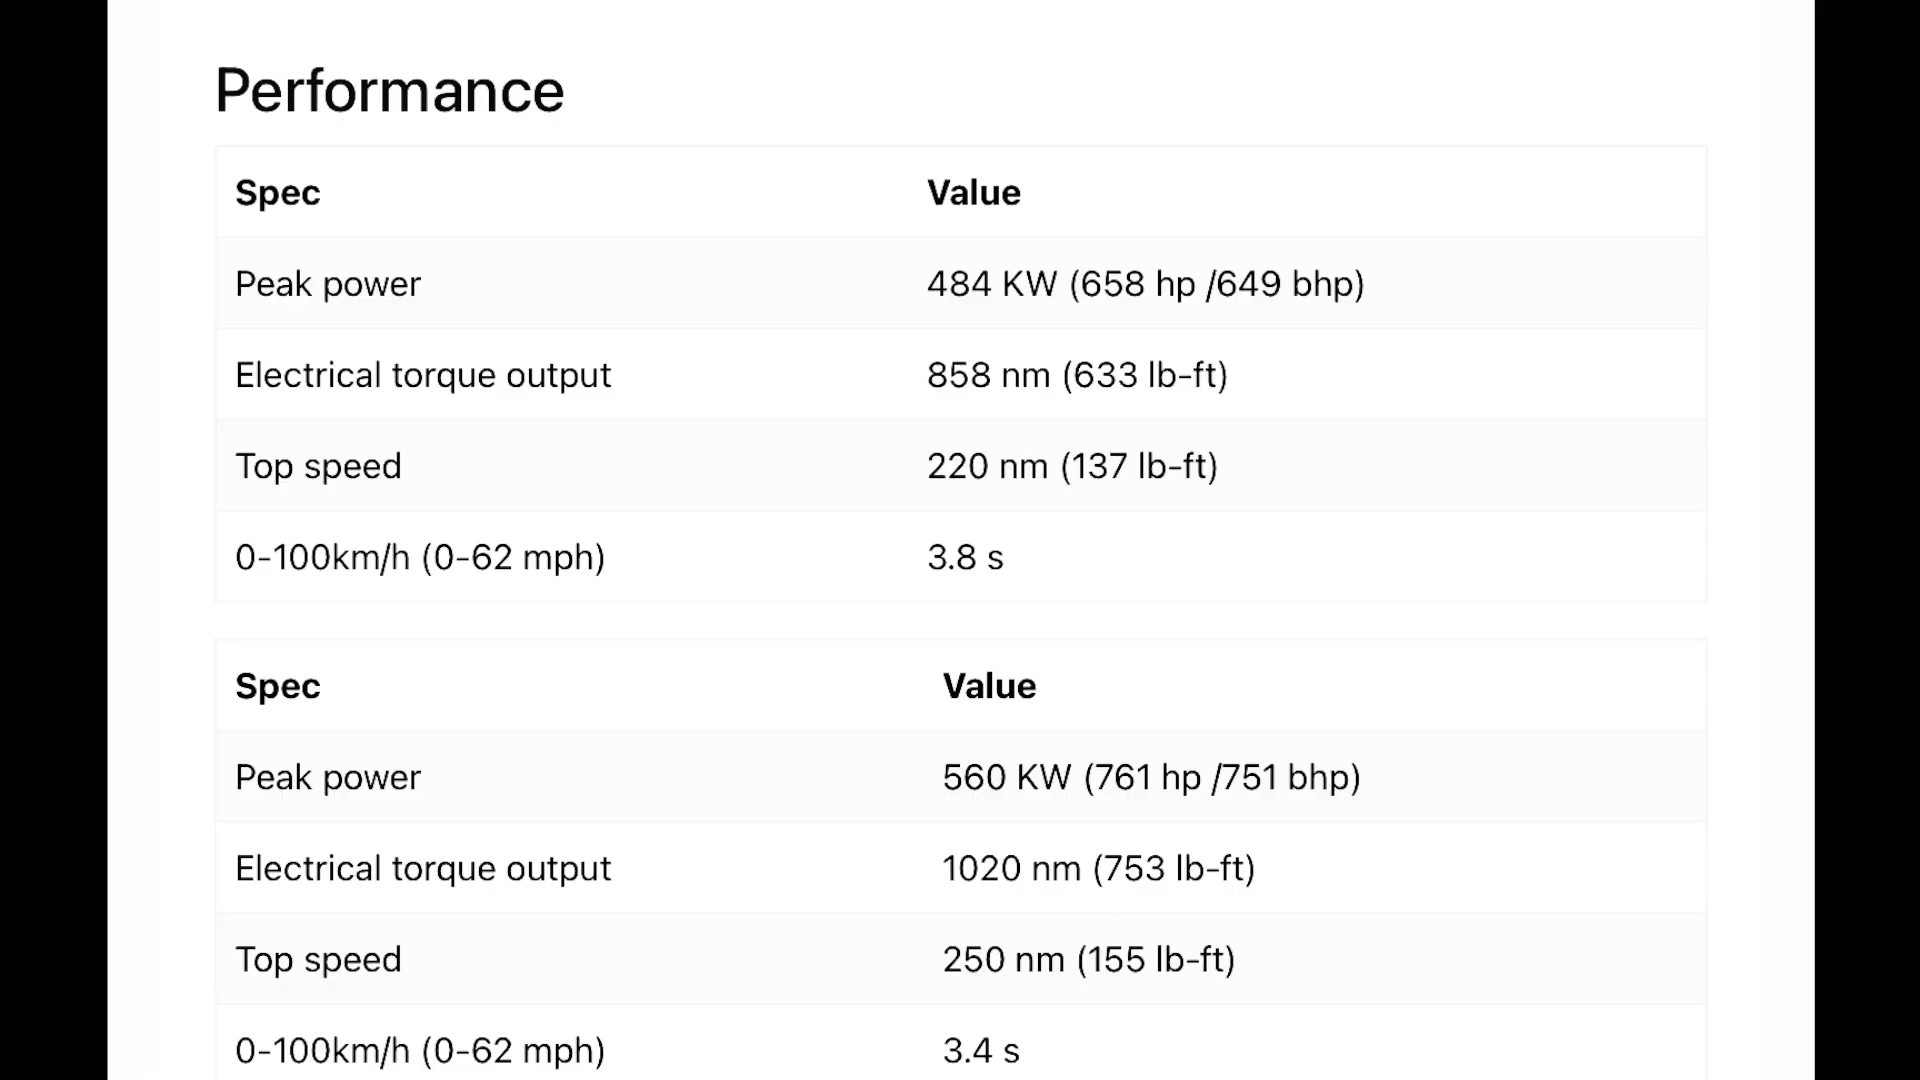 Performance
Spec Value
Peak power 484 KW (658 hp /649 bhp)
Electrical torque output 858 nm (633 lb-ft)
Top speed 220 nm (137 lb-ft)
0-100km/h (0-62 mph) 3.8 s
Spec Value
Peak power 560 KW (761 hp /751 bhp)
Electrical torque output 1020 nm (753 lb-ft)
Top speed 250 nm (155 lb-ft)
0-100km/h (0-62 mph) 3.4 s